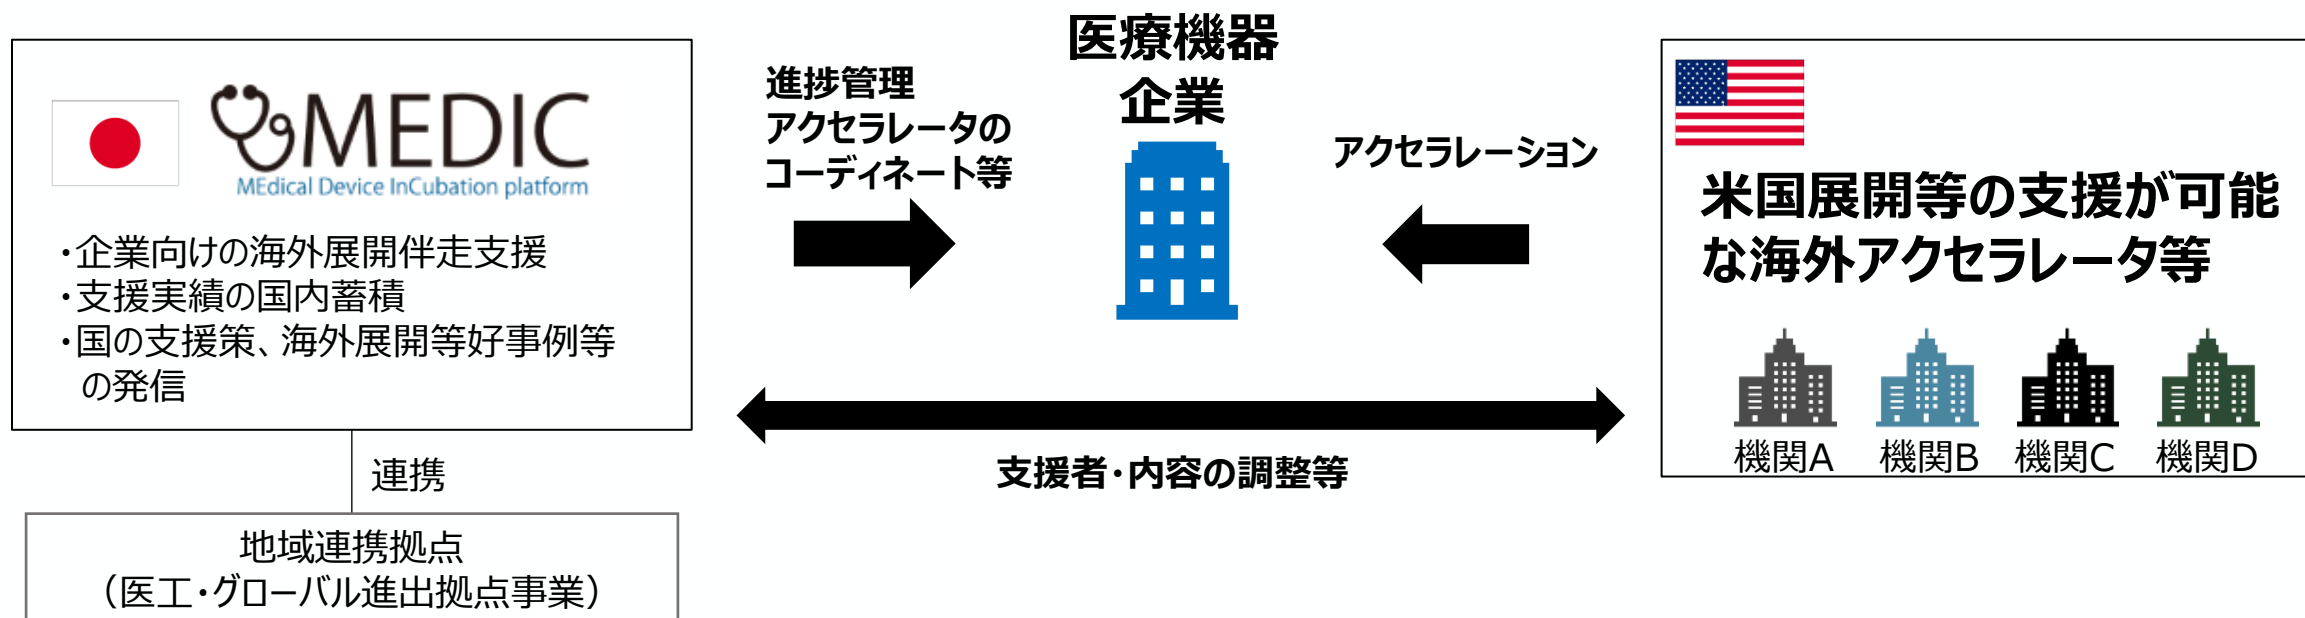 MEDIC
MEdical Device InCubation platform
・企業向けの海外展開伴走支援
・支援実績の国内蓄積
・国の支援策、海外展開等好事例等
の発信
連携
地域連携拠点
（医工・グローバル進出拠点事業）
進捗管理
アクセラレータの
コーディネート等
医療機器
企業
アクセラレーション
支援者・内容の調整等
米国展開等の支援が可能
な海外アクセラレータ等
機関A 機関B 機関C 機関D